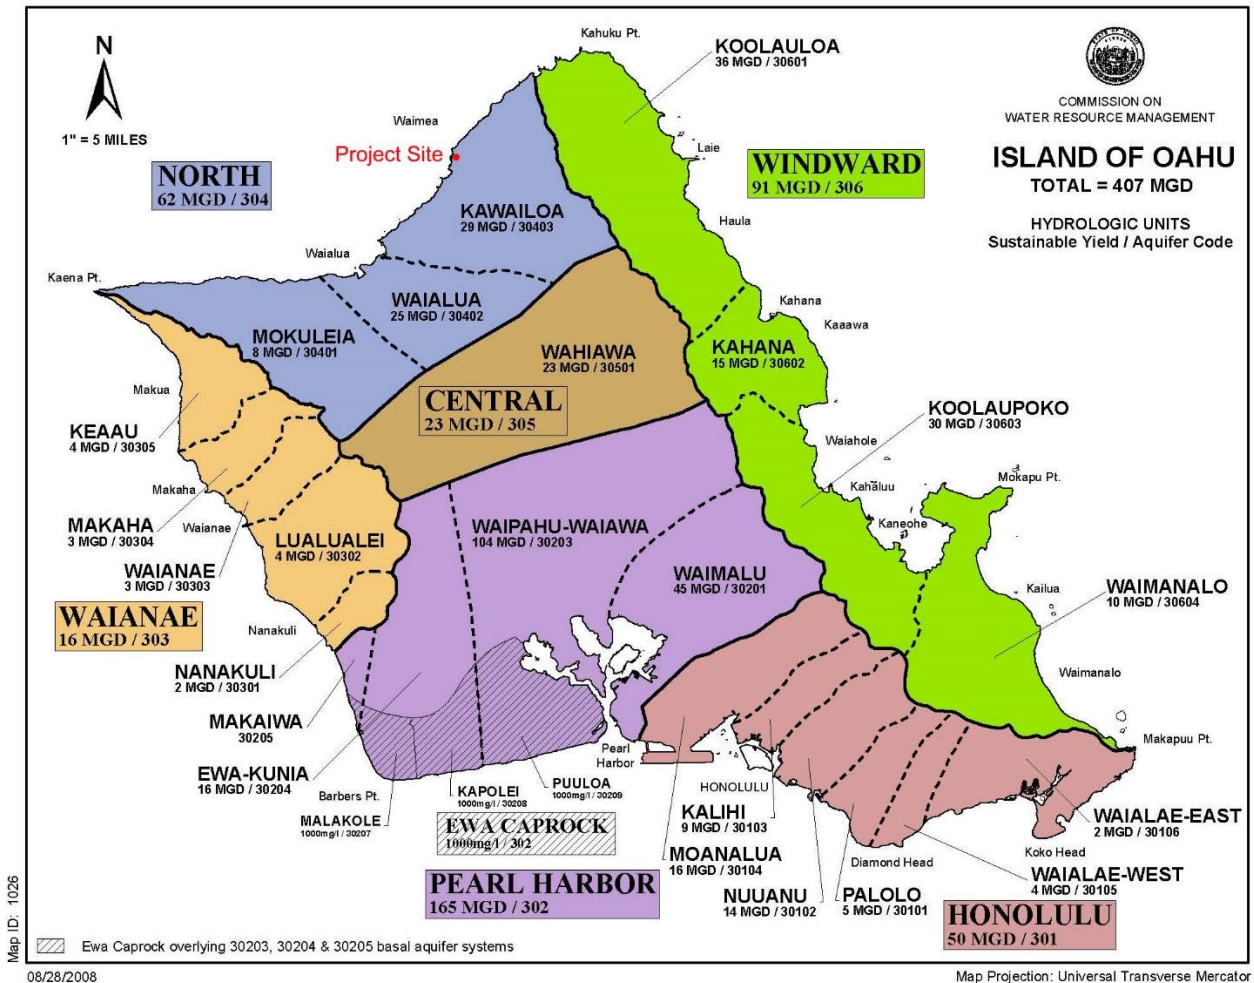 Kahuku Pt.
KOOLAULOA
36 MGD / 30601
N
1" = 5 MILES
COMMISSION ON
WATER RESOURCE MANAGEMENT
ISLAND OF OAHU
TOTAL = 407 MGD
HYDROLOGIC UNITS
Sustainable Yield / Aquifer Code
Waimea
Project Site
Laie
WINDWARD
91 MGD / 306
NORTH
62 MGD / 304
KAWAILOA
29 MGD / 30403
Haula
Waialua
Kaena Pt.
WAIALUA
25 MGD / 30402
Kahana
Kaaawa
MOKULEIA
8 MGD / 30401
WAHIAWA
23 MGD / 30501
KAHANA
15 MGD / 30602
Makua
CENTRAL
23 MGD / 305
KOOLAUPOKO
30 MGD / 30603
KEAAU
4 MGD / 30305
Waiahole
Mokapu Pt.
Makaha
Kahaluu
MAKAHA
3 MGD / 30304
Waianae
Kaneohe
WAIPAHU-WAIAWA
104 MGD / 30203
LUALUALEI
4 MGD / 30302
WAIANAE
3 MGD / 30303
WAIMALU
45 MGD / 30201
Kailua
WAIMANALO
10 MGD / 30604
WAIANAE
16 MGD / 303
Nanakuli
NANAKULI
2 MGD / 30301
Waimanalo
MAKAIWA
30205
Makapuu Pt.
EWA-KUNIA
16 MGD / 30204
Pearl
Harbor
Barbers Pt.
KAPOLEI
1000mg/l / 30208
PUULOA
1000mg/l / 30209
HONOLULU
MALAKOLE
1000mg/l / 30207
EWA CAPROCK
1000mg/l / 302
KALIHI
9 MGD / 30103
WAIALAE-EAST
2 MGD / 30106
MOANALUA
16 MGD / 30104
Diamond Head
Koko Head
WAIALAE-WEST
4 MGD / 30105
PEARL HARBOR
165 MGD / 302
NUUANU
14 MGD / 30102
PALOLO
5 MGD / 30101
HONOLULU
50 MGD / 301
Map ID: 1026
Ewa Caprock overlying 30203, 30204 & 30205 basal aquifer systems
08/28/2008
Map Projection: Universal Transverse Mercator